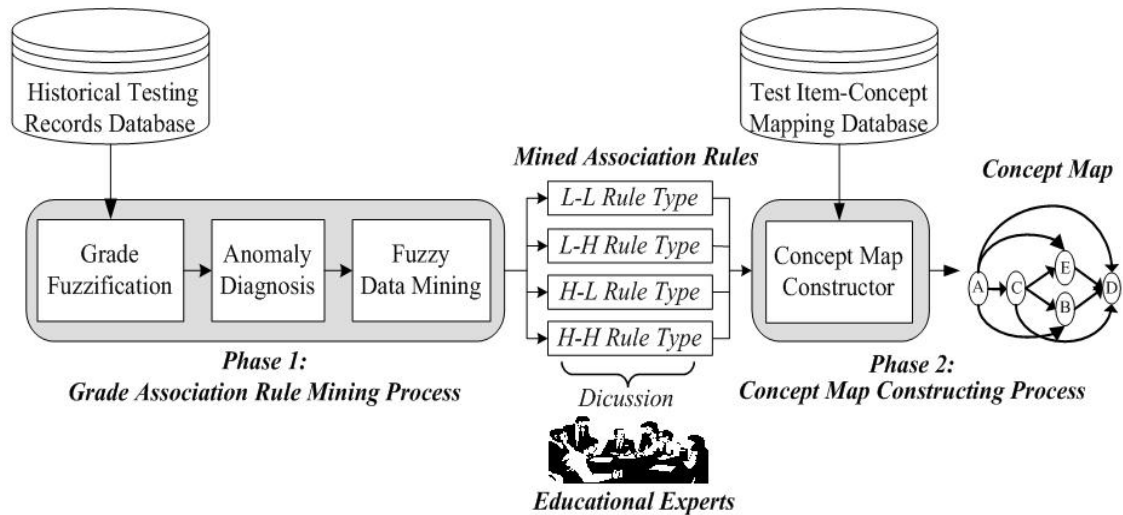 Historical Testing
Records Database
Test Item-Concept
Mapping Database
Mined Association Rules
Concept Map
L-L Rule Type
L-H Rule Type
H-L Rule Type
H-H Rule Type
Grade
Fuzzification
Anomaly
Diagnosis
Fuzzy
Data Mining
Concept Map
Constructor
A
C
E
B
D
Phase 1:
Grade Association Rule Mining Process
Phase 2:
Concept Map Constructing Process
Dicussion
Educational Experts